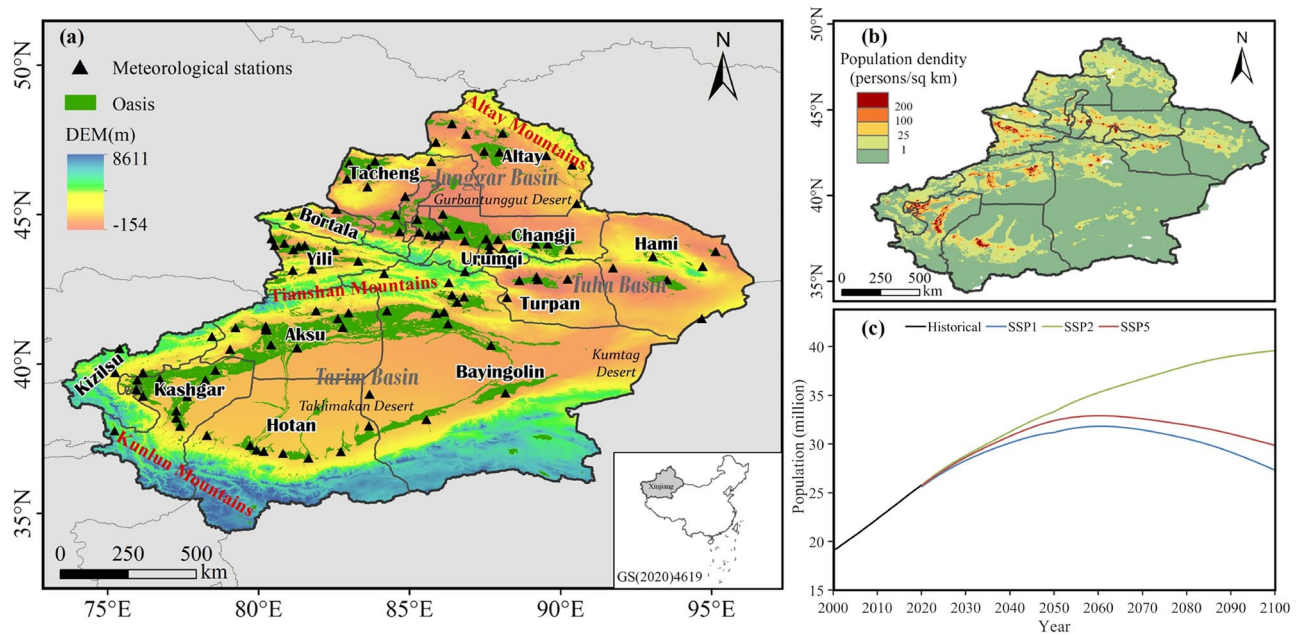 (a)
N
50°N
45°N
40°N
35°N
Meteorological stations
Oasis
DEM(m)
8611
-154
Altay Mountains
Altay
Tacheng
Junggar Basin
Gurbantunggut Desert
Bortala
Changji
Hami
Yili
Urumqi
Tianshan Mountains
Tuha Basin
Turpan
Aksu
Kumtag
Desert
Kizilsu
Bayingolin
Kashgar
Tarim Basin
Taklimakan Desert
Hotan
Kunlun Mountains
Xinjiang
GS(2020)4619
0 250 500
km
75°E 80°E 85°E 90°E 95°E
(b)
N
50°N
45°N
40°N
35°N
Population dendity
(persons/sq km)
200
100
25
1
0 250 500
km
(c)
Historical SSP1 SSP2 SSP5
Population (million)
40
35
30
25
20
15
2000 2010 2020 2030 2040 2050 2060 2070 2080 2090 2100
Year